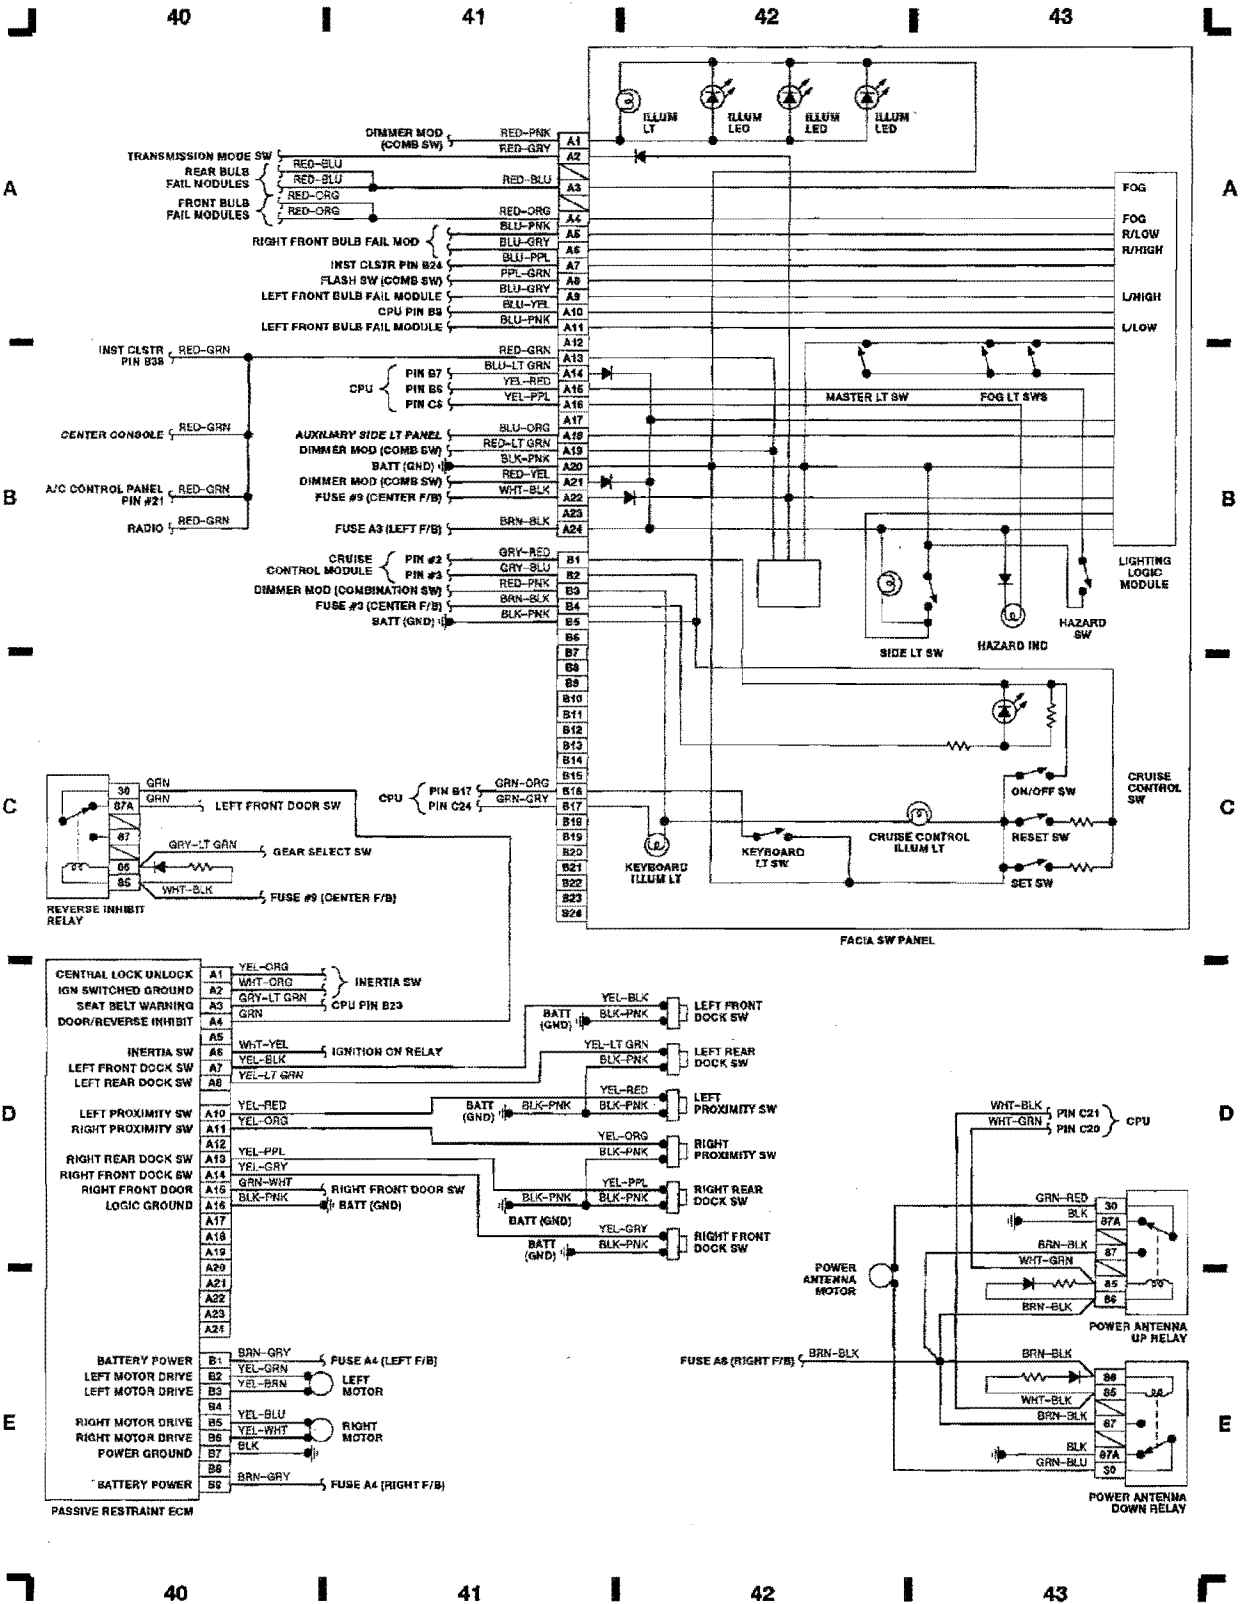 40 41 42 43
DIMMER MOD
(COMB SW)
RED-PNK
A1
TRANSMISSION MODE SW
RED-GRY
A2
REAR BULB
FAIL MODULES
RED-BLU
RED-BLU
RED-BLU
A3
FRONT BULB
FAIL MODULES
RED-ORG
RED-ORG
RED-ORG
A4
RIGHT FRONT BULB FAIL MOD
BLU-PNK
A5
BLU-GRY
A6
INST CLSTR PIN B24
BLU-PPL
A7
FLASH SW (COMB SW)
PPL-GRN
A8
LEFT FRONT BULB FAIL MODULE
BLU-GRY
A9
CPU PIN B9
BLU-YEL
A10
LEFT FRONT BULB FAIL MODULE
BLU-PNK
A11
A12
INST CLSTR
PIN B38
RED-GRN
RED-GRN
A13
CPU
PIN B7
BLU-LT GRN
A14
PIN B6
YEL-RED
A15
PIN C5
YEL-PPL
A16
A17
CENTER CONSOLE
RED-GRN
AUXILIARY SIDE LT PANEL
BLU-ORG
A18
DIMMER MOD (COMB SW)
RED-LT GRN
A19
BATT (GND)
BLK-PNK
A20
DIMMER MOD (COMB SW)
RED-YEL
A21
A/C CONTROL PANEL
PIN #21
RED-GRN
FUSE #9 (CENTER F/B)
WHT-BLK
A22
A23
RADIO
RED-GRN
FUSE A3 (LEFT F/B)
BRN-BLK
A24
CRUISE
CONTROL MODULE
PIN #2
GRY-RED
B1
PIN #3
GRY-BLU
B2
DIMMER MOD (COMBINATION SW)
RED-PNK
B3
FUSE #3 (CENTER F/B)
BRN-BLK
B4
BATT (GND)
BLK-PNK
B5
B6
B7
B8
B9
B10
B11
B12
B13
B14
B15
CPU
PIN B17
GRN-ORG
B16
PIN C24
GRN-GRY
B17
B18
B19
B20
B21
B22
B23
B24
ILLUM
LT
ILLUM
LED
ILLUM
LED
ILLUM
LED
FOG
FOG
R/LOW
R/HIGH
L/HIGH
L/LOW
MASTER LT SW
FOG LT SWS
LIGHTING
LOGIC
MODULE
SIDE LT SW
HAZARD IND
HAZARD
SW
CRUISE
CONTROL
SW
ON/OFF SW
RESET SW
SET SW
CRUISE CONTROL
ILLUM LT
KEYBOARD
LT SW
KEYBOARD
ILLUM LT
FACIA SW PANEL
A A
B B
C C
D D
E E
30
GRN
87A
GRN
LEFT FRONT DOOR SW
87
86
GRY-LT GRN
GEAR SELECT SW
85
WHT-BLK
FUSE #9 (CENTER F/B)
REVERSE INHIBIT
RELAY
CENTRAL LOCK UNLOCK
A1
YEL-ORG
INERTIA SW
IGN SWITCHED GROUND
A2
WHT-ORG
SEAT BELT WARNING
A3
GRY-LT GRN
CPU PIN B23
DOOR/REVERSE INHIBIT
A4
GRN
A5
INERTIA SW
A6
WHT-YEL
IGNITION ON RELAY
LEFT FRONT DOCK SW
A7
YEL-BLK
LEFT REAR DOCK SW
A8
YEL-LT GRN
LEFT PROXIMITY SW
A10
YEL-RED
RIGHT PROXIMITY SW
A11
YEL-ORG
A12
RIGHT REAR DOCK SW
A13
YEL-PPL
RIGHT FRONT DOCK SW
A14
YEL-GRY
RIGHT FRONT DOOR
A15
GRN-WHT
RIGHT FRONT DOOR SW
LOGIC GROUND
A16
BLK-PNK
BATT (GND)
A17
A18
A19
A20
A21
A22
A23
A24
BATTERY POWER
B1
BRN-GRY
FUSE A4 (LEFT F/B)
LEFT MOTOR DRIVE
B2
YEL-GRN
LEFT
MOTOR
LEFT MOTOR DRIVE
B3
YEL-BRN
B4
RIGHT MOTOR DRIVE
B5
YEL-BLU
RIGHT
MOTOR
RIGHT MOTOR DRIVE
B6
YEL-WHT
POWER GROUND
B7
BLK
B8
BATTERY POWER
B9
BRN-GRY
FUSE A4 (RIGHT F/B)
PASSIVE RESTRAINT ECM
YEL-BLK
BATT
(GND)
BLK-PNK
LEFT FRONT
DOCK SW
YEL-LT GRN
BLK-PNK
LEFT REAR
DOCK SW
YEL-RED
BATT
(GND)
BLK-PNK
BLK-PNK
LEFT
PROXIMITY SW
YEL-ORG
BLK-PNK
RIGHT
PROXIMITY SW
YEL-PPL
BLK-PNK
BLK-PNK
BATT (GND)
RIGHT REAR
DOCK SW
YEL-GRY
BATT
(GND)
BLK-PNK
RIGHT FRONT
DOCK SW
WHT-BLK
PIN C21
WHT-GRN
PIN C20
CPU
GRN-RED
30
BLK
87A
BRN-BLK
87
WHT-GRN
85
86
BRN-BLK
POWER ANTENNA
UP RELAY
POWER
ANTENNA
MOTOR
FUSE A8 (RIGHT F/B)
BRN-BLK
BRN-BLK
86
85
WHT-BLK
BRN-BLK
87
BLK
87A
GRN-BLU
30
POWER ANTENNA
DOWN RELAY
40 41 42 43